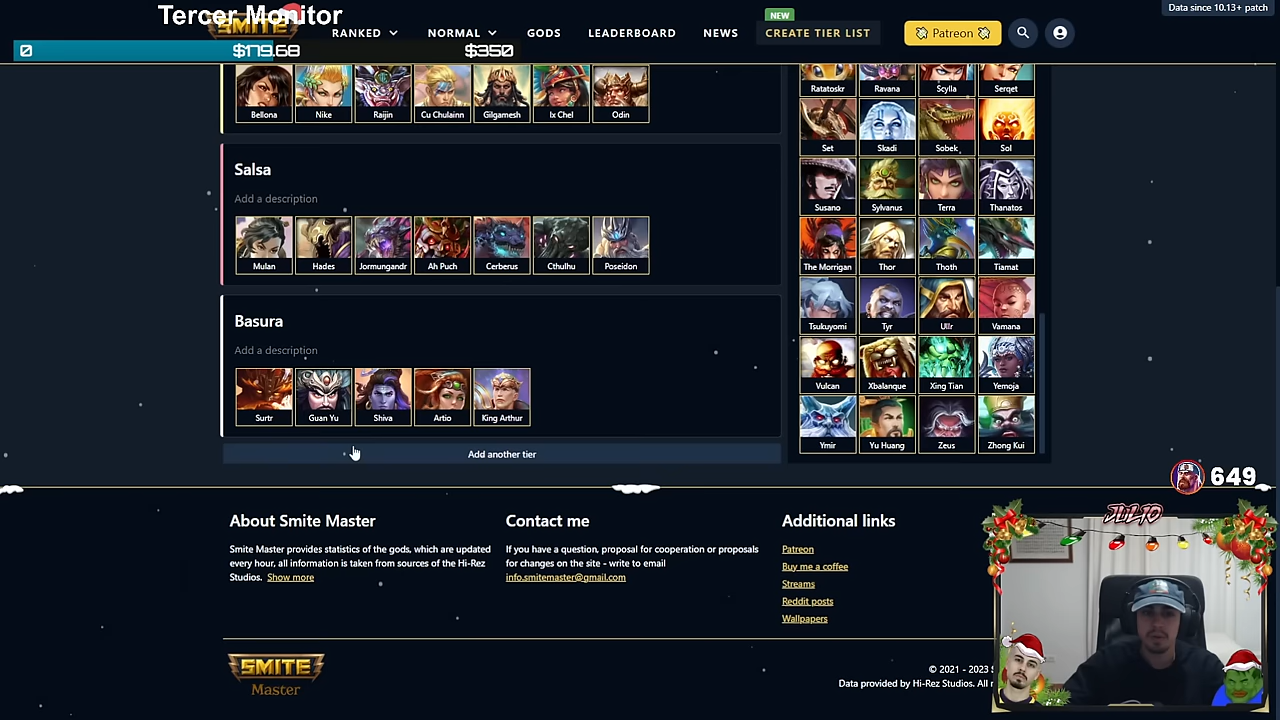 Tercer Monitor
Data since 10.13+ patch
SMITE
RANKED
NORMAL
GODS
LEADERBOARD
NEWS
NEW
CREATE TIER LIST
Patreon
0
$179.68
$350
Bellona
Nike
Raijin
Cu Chulainn
Gilgamesh
Ix Chel
Odin
Salsa
Add a description
Mulan
Hades
Jormungandr
Ah Puch
Cerberus
Cthulhu
Poseidon
Basura
Add a description
Surtr
Guan Yu
Shiva
Artio
King Arthur
Add another tier
Ratatoskr
Ravana
Scylla
Serqet
Set
Skadi
Sobek
Sol
Susano
Sylvanus
Terra
Thanatos
The Morrigan
Thor
Thoth
Tiamat
Tsukuyomi
Tyr
Ullr
Vamana
Vulcan
Xbalanque
Xing Tian
Yemoja
Ymir
Yu Huang
Zeus
Zhong Kui
649
About Smite Master
Smite Master provides statistics of the gods, which are updated
every hour, all information is taken from sources of the Hi-Rez
Studios. Show more
Contact me
If you have a question, proposal for cooperation or proposals
for changes on the site - write to email
info.smitemaster@gmail.com
Additional links
Patreon
Buy me a coffee
Streams
Reddit posts
Wallpapers
JUL10
SMITE
Master
© 2021 - 2023 S
Data provided by Hi-Rez Studios. All r